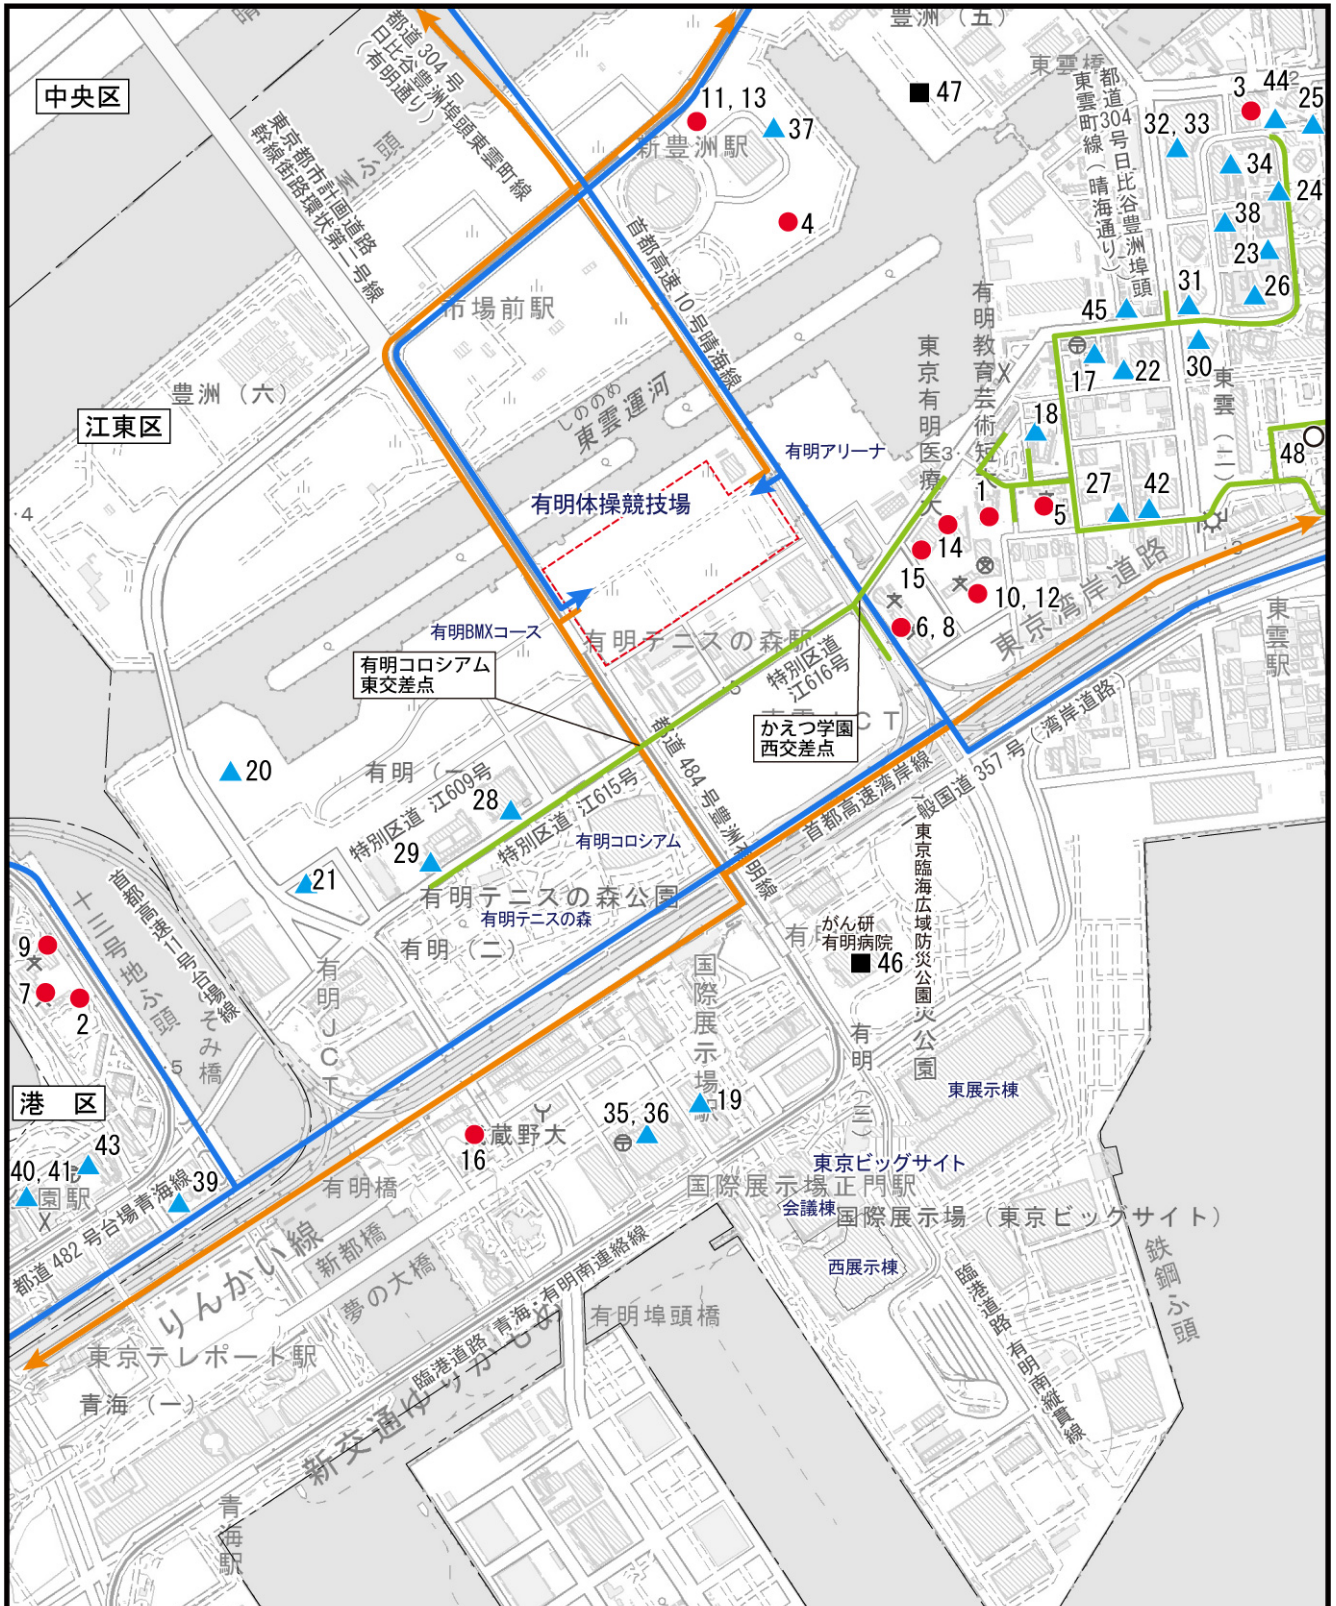 豊洲（五）
都道 304 号
日比谷豊洲埠頭東雲町線
（有明通り）
中央区
11, 13
37
47
東雲橋
都道304号日比谷豊洲埠頭
東雲町線（晴海通り）
3
44
25
32, 33
34
24
38
23
26
新豊洲駅
4
東京都市計画道路
幹線街路環状第二号線
首都高速 10 号晴海線
市場前駅
豊洲（六）
江東区
しののめ
東雲運河
有明教育芸術短
東京有明医療大
45
31
30
17
22
東雲（二）
18
48
有明アリーナ
有明体操競技場
1
5
27
42
14
15
10, 12
6, 8
東京湾岸道路
東雲駅
有明BMXコース
有明テニスの森駅
有明コロシアム
東交差点
特別区道
江616号
かえつ学園
西交差点
都道 484 号豊洲有明線
首都高速湾岸線
一般国道 357 号（湾岸道路）
20
28
29
21
特別区道 江609号
特別区道 江615号
有明コロシアム
有明テニスの森公園
有明テニスの森
有明（二）
東京臨海広域防災公園
がん研
有明病院
46
9
7
2
首都高速11号台場線
十三号地ふ頭
有明JCT
国際展示場駅
有明（三）
東展示棟
港　区
43
40, 41
39
都道 482 号台場青海線
16
35, 36
19
有明橋
りんかい線
新都橋
夢の大橋
東京ビッグサイト
国際展示場正門駅
会議棟
国際展示場（東京ビッグサイト）
西展示棟
鉄鋼ふ頭
臨港道路 有明南縦貫線
臨港道路 青海・有明南連絡線
有明埠頭橋
東京テレポート駅
青海（一）
新交通ゆりかもめ
青海駅